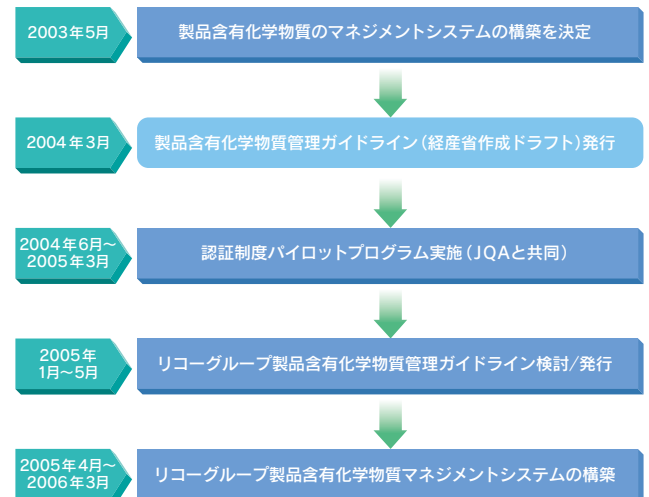 2003年5月
製品含有化学物質のマネジメントシステムの構築を決定
2004年3月
製品含有化学物質管理ガイドライン（経産省作成ドラフト）発行
2004年6月〜
2005年3月
認証制度パイロットプログラム実施（JQAと共同）
2005年
1月〜5月
リコーグループ製品含有化学物質管理ガイドライン検討/発行
2005年4月〜
2006年3月
リコーグループ製品含有化学物質マネジメントシステムの構築